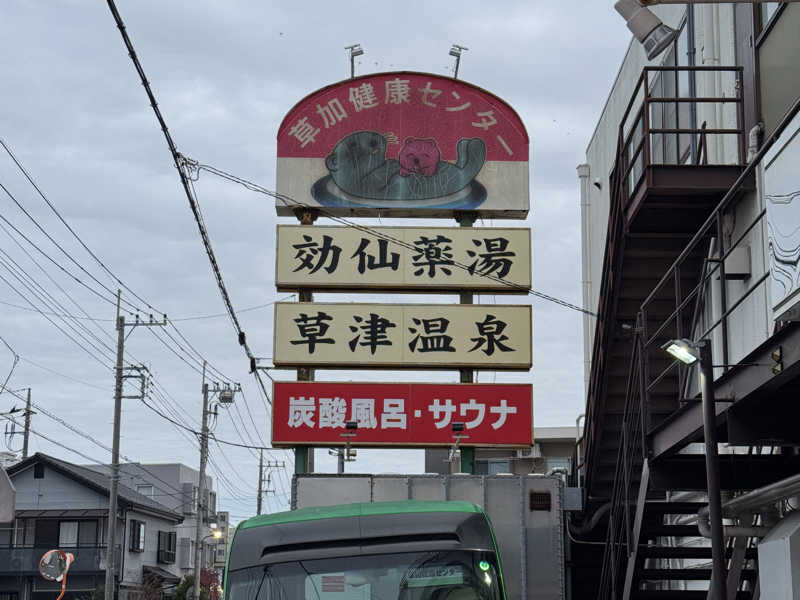 草加健康センター
効仙薬湯
草津温泉
炭酸風呂・サウナ